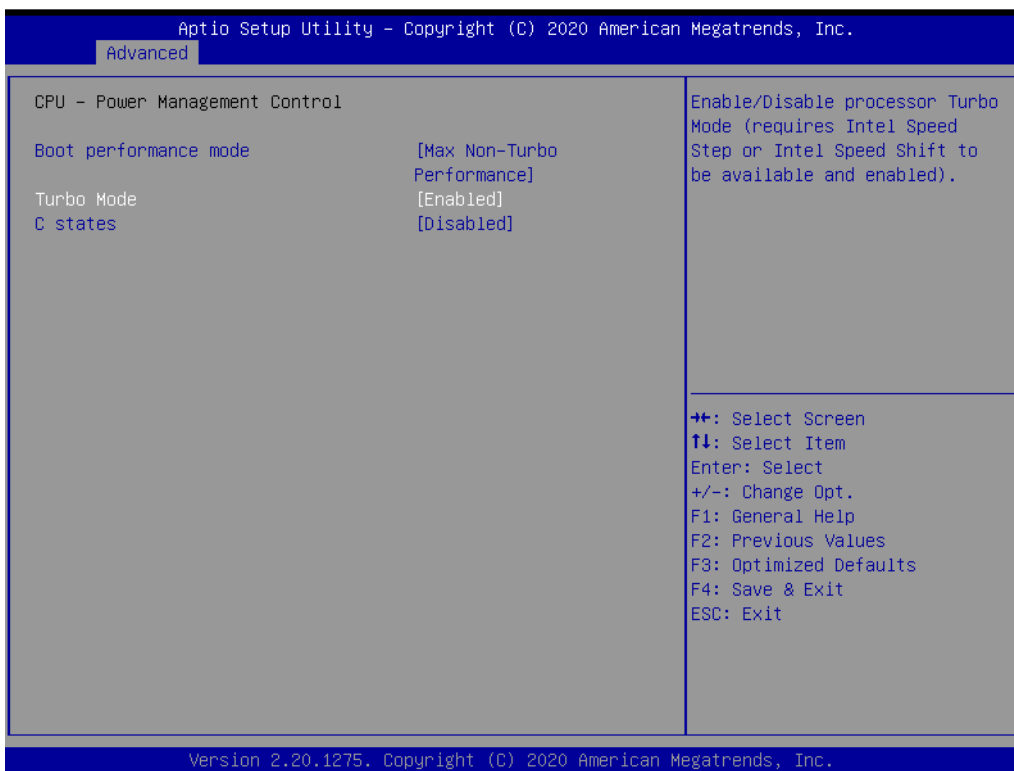 Aptio Setup Utility – Copyright (C) 2020 American Megatrends, Inc.
Advanced
CPU – Power Management Control
Boot performance mode [Max Non-Turbo
Performance]
Turbo Mode [Enabled]
C states [Disabled]
Enable/Disable processor Turbo
Mode (requires Intel Speed
Step or Intel Speed Shift to
be available and enabled).
→←: Select Screen
↑↓: Select Item
Enter: Select
+/-: Change Opt.
F1: General Help
F2: Previous Values
F3: Optimized Defaults
F4: Save & Exit
ESC: Exit
Version 2.20.1275. Copyright (C) 2020 American Megatrends, Inc.